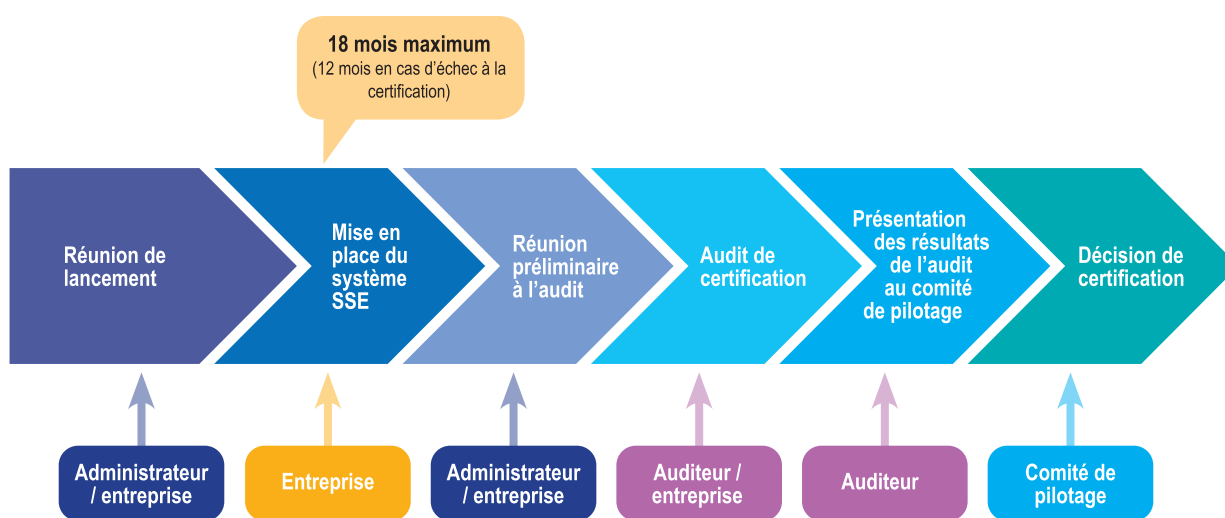 18 mois maximum
(12 mois en cas d’échec à la
certification)
Réunion de
lancement
Mise en
place du
système
SSE
Réunion
préliminaire
à l’audit
Audit de
certification
Présentation
des résultats
de l’audit
au comité
de pilotage
Décision de
certification
Administrateur
/ entreprise
Entreprise
Administrateur
/ entreprise
Auditeur /
entreprise
Auditeur
Comité de
pilotage